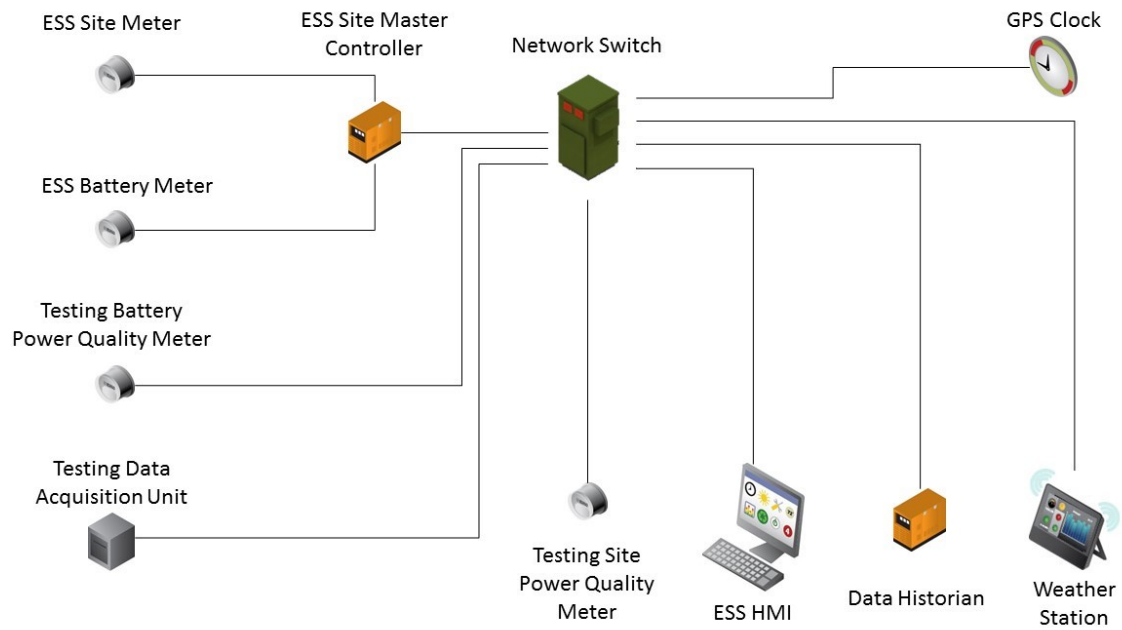 ESS Site Meter
ESS Site Master
Controller
Network Switch
GPS Clock
ESS Battery Meter
Testing Battery
Power Quality Meter
Testing Data
Acquisition Unit
Testing Site
Power Quality
Meter
ESS HMI
Data Historian
Weather
Station